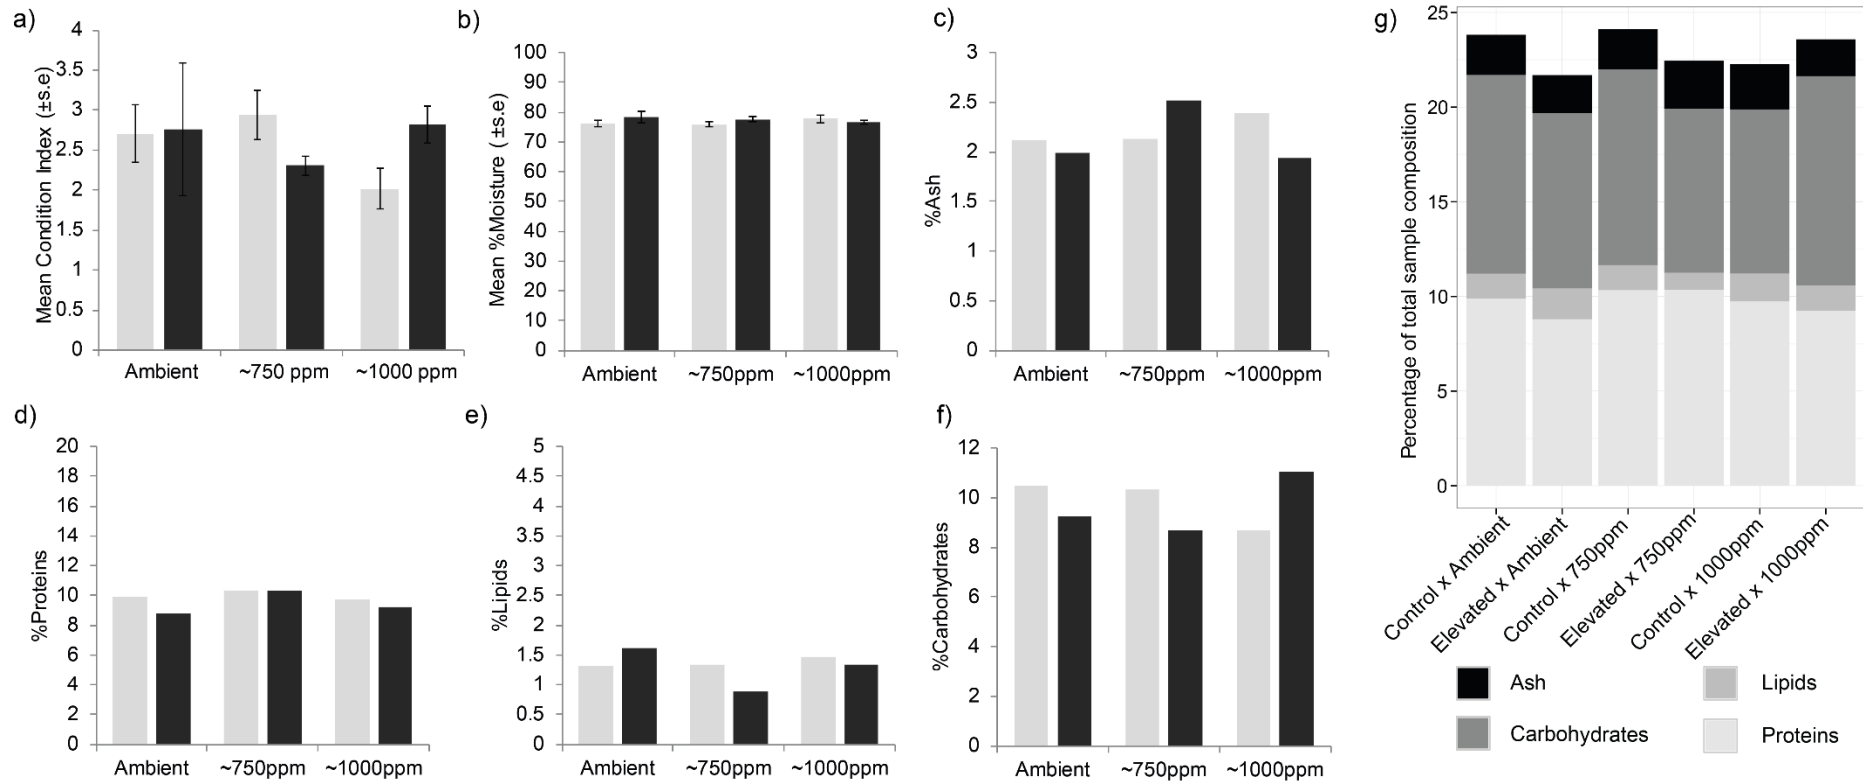 a)
Mean Condition Index (±s.e)
4
3.5
3
2.5
2
1.5
1
0.5
0
Ambient
~750 ppm
~1000 ppm
b)
Mean %Moisture (±s.e)
100
90
80
70
60
50
40
30
20
10
0
Ambient
~750ppm
~1000ppm
c)
%Ash
3
2.5
2
1.5
1
0.5
0
Ambient
~750ppm
~1000ppm
d)
%Proteins
20
18
16
14
12
10
8
6
4
2
0
Ambient
~750ppm
~1000ppm
e)
%Lipids
5
4.5
4
3.5
3
2.5
2
1.5
1
0.5
0
Ambient
~750ppm
~1000ppm
f)
%Carbohydrates
12
10
8
6
4
2
0
Ambient
~750ppm
~1000ppm
g)
Percentage of total sample composition
25
20
15
10
5
0
Control x Ambient
Elevated x Ambient
Control x 750ppm
Elevated x 750ppm
Control x 1000ppm
Elevated x 1000ppm
Ash
Lipids
Carbohydrates
Proteins